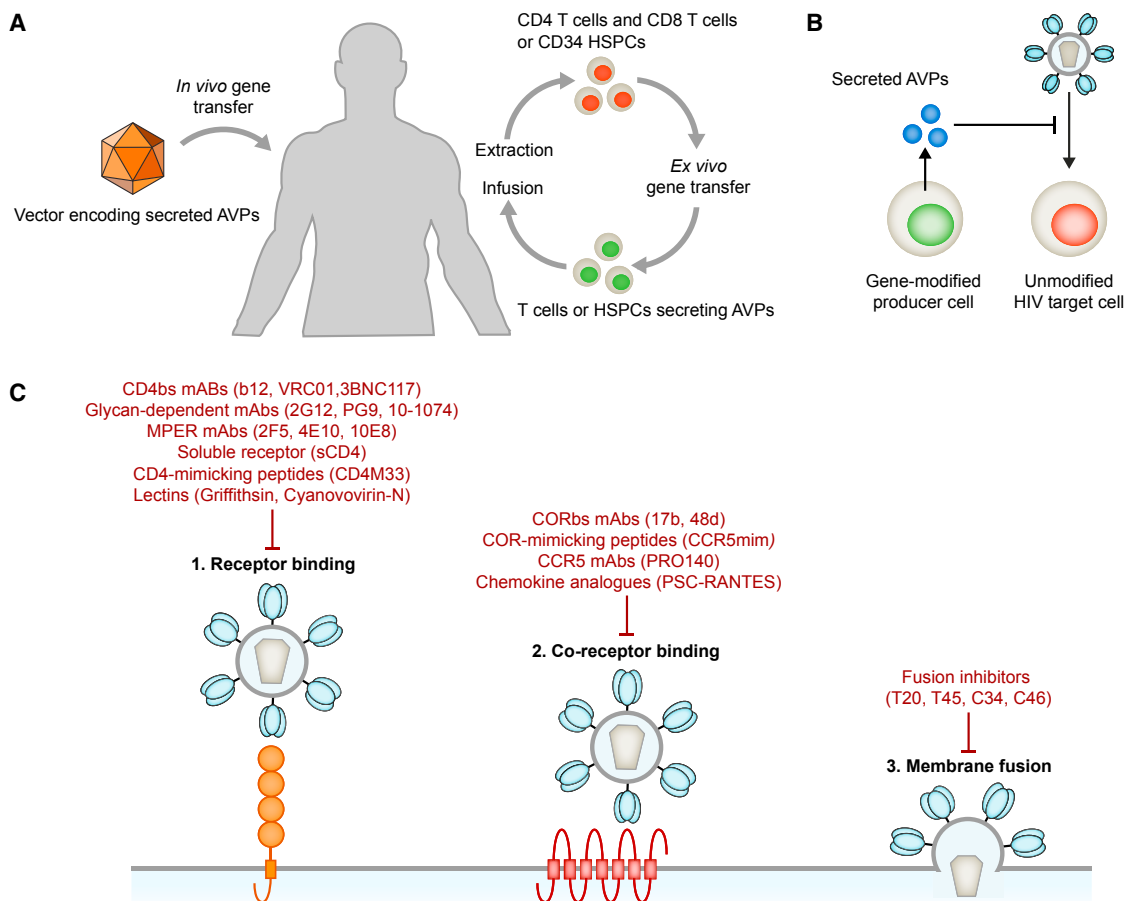 A
In vivo gene
transfer
Vector encoding secreted AVPs
CD4 T cells and CD8 T cells
or CD34 HSPCs
Extraction
Infusion
Ex vivo
gene transfer
T cells or HSPCs secreting AVPs
B
Secreted AVPs
Gene-modified
producer cell
Unmodified
HIV target cell
C
CD4bs mABs (b12, VRC01,3BNC117)
Glycan-dependent mAbs (2G12, PG9, 10-1074)
MPER mAbs (2F5, 4E10, 10E8)
Soluble receptor (sCD4)
CD4-mimicking peptides (CD4M33)
Lectins (Griffithsin, Cyanovovirin-N)
1. Receptor binding
CORbs mAbs (17b, 48d)
COR-mimicking peptides (CCR5mim)
CCR5 mAbs (PRO140)
Chemokine analogues (PSC-RANTES)
2. Co-receptor binding
Fusion inhibitors
(T20, T45, C34, C46)
3. Membrane fusion